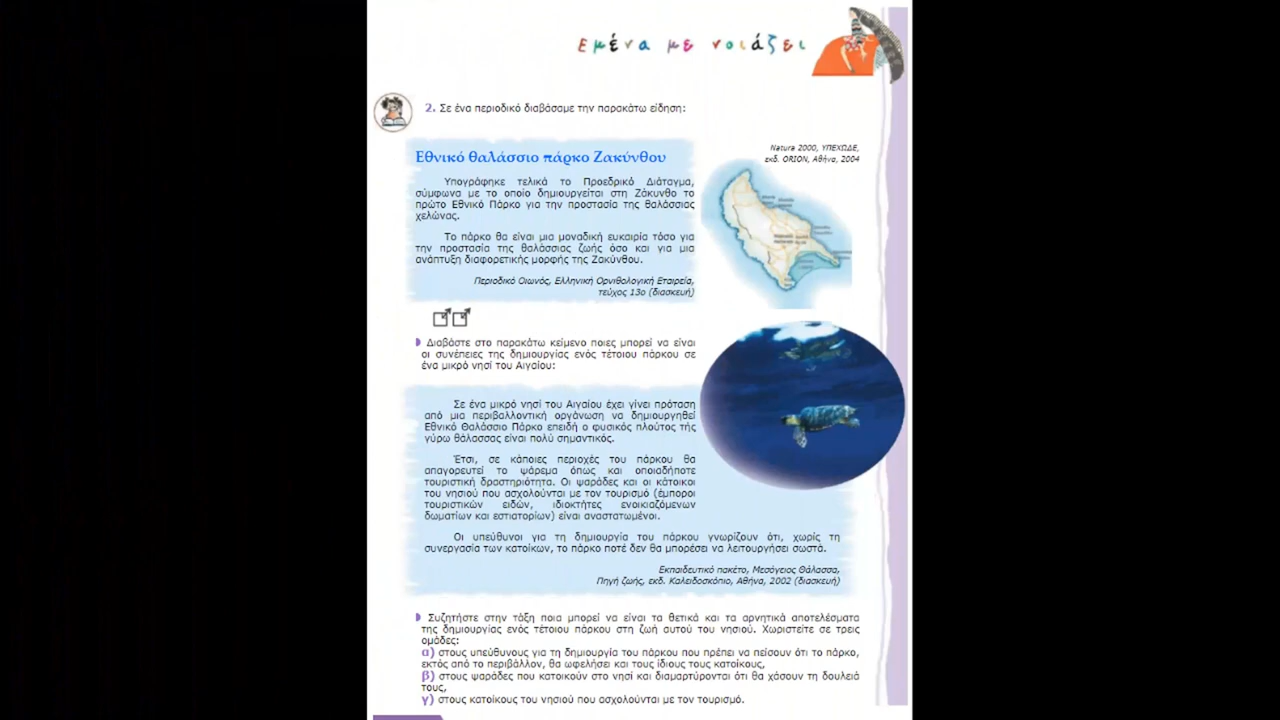 Εμένα με νοιάζει
2. Σε ένα περιοδικό διαβάσαμε την παρακάτω είδηση:
Εθνικό θαλάσσιο πάρκο Ζακύνθου
Υπογράφηκε τελικά το Προεδρικό Διάταγμα,
σύμφωνα με το οποίο δημιουργείται στη Ζάκυνθο το
πρώτο Εθνικό Πάρκο για την προστασία της θαλάσσιας
χελώνας.
Το πάρκο θα είναι μια μοναδική ευκαιρία τόσο για
την προστασία της θαλάσσιας ζωής όσο και για μια
ανάπτυξη διαφορετικής μορφής της Ζακύνθου.
Περιοδικό Οιωνός, Ελληνική Ορνιθολογική Εταιρεία,
τεύχος 13ο (διασκευή)
Natura 2000, ΥΠΕΧΩΔΕ,
εκδ. ORION, Αθήνα, 2004
Διαβάστε στο παρακάτω κείμενο ποιες μπορεί να είναι
οι συνέπειες της δημιουργίας ενός τέτοιου πάρκου σε
ένα μικρό νησί του Αιγαίου:
Σε ένα μικρό νησί του Αιγαίου έχει γίνει πρόταση
από μια περιβαλλοντική οργάνωση να δημιουργηθεί
Εθνικό Θαλάσσιο Πάρκο επειδή ο φυσικός πλούτος της
γύρω θάλασσας είναι πολύ σημαντικός.
Έτσι, σε κάποιες περιοχές του πάρκου θα
απαγορευτεί το ψάρεμα όπως και οποιαδήποτε
τουριστική δραστηριότητα. Οι ψαράδες και οι κάτοικοι
του νησιού που ασχολούνται με τον τουρισμό (έμποροι
τουριστικών ειδών, ιδιοκτήτες ενοικιαζόμενων
δωματίων και εστιατορίων) είναι αναστατωμένοι.
Οι υπεύθυνοι για τη δημιουργία του πάρκου γνωρίζουν ότι, χωρίς τη
συνεργασία των κατοίκων, το πάρκο ποτέ δεν θα μπορέσει να λειτουργήσει σωστά.
Εκπαιδευτικό πακέτο, Μεσόγειος Θάλασσα,
Πηγή ζωής, εκδ. Καλειδοσκόπιο, Αθήνα, 2002 (διασκευή)
Συζητήστε στην τάξη ποια μπορεί να είναι τα θετικά και τα αρνητικά αποτελέσματα
της δημιουργίας ενός τέτοιου πάρκου στη ζωή αυτού του νησιού. Χωριστείτε σε τρεις
ομάδες:
α) στους υπεύθυνους για τη δημιουργία του πάρκου που πρέπει να πείσουν ότι το πάρκο,
εκτός από το περιβάλλον, θα ωφελήσει και τους ίδιους τους κατοίκους,
β) στους ψαράδες που κατοικούν στο νησί και διαμαρτύρονται ότι θα χάσουν τη δουλειά
τους,
γ) στους κατοίκους του νησιού που ασχολούνται με τον τουρισμό.